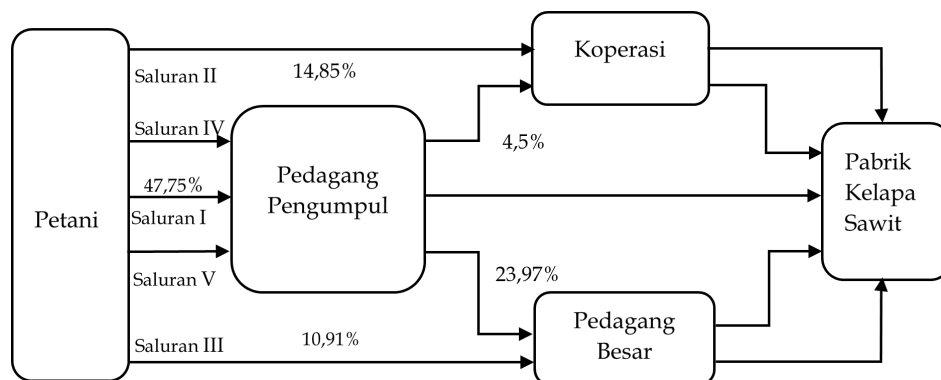 Saluran II
14,85%
Koperasi
Saluran IV
4,5%
47,75%
Saluran I
Petani
Pedagang
Pengumpul
Pabrik
Kelapa
Sawit
Saluran V
23,97%
Saluran III
10,91%
Pedagang
Besar